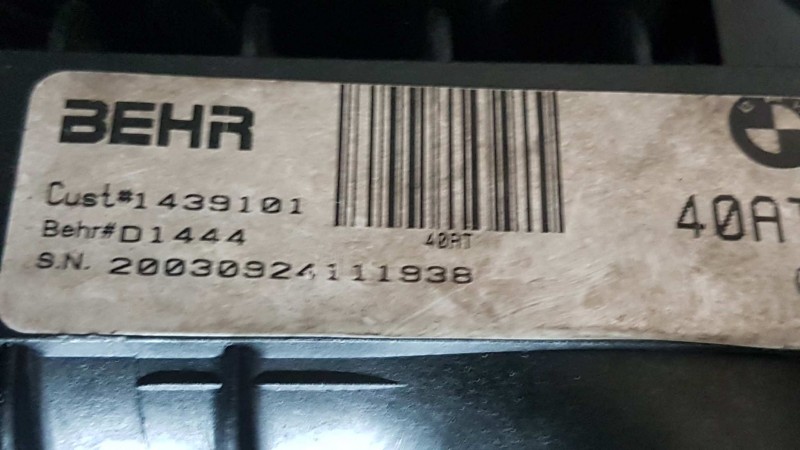 BEHR
Cust#1439101
Behr#D1444
S.N. 20030924111938
40AT
40AT